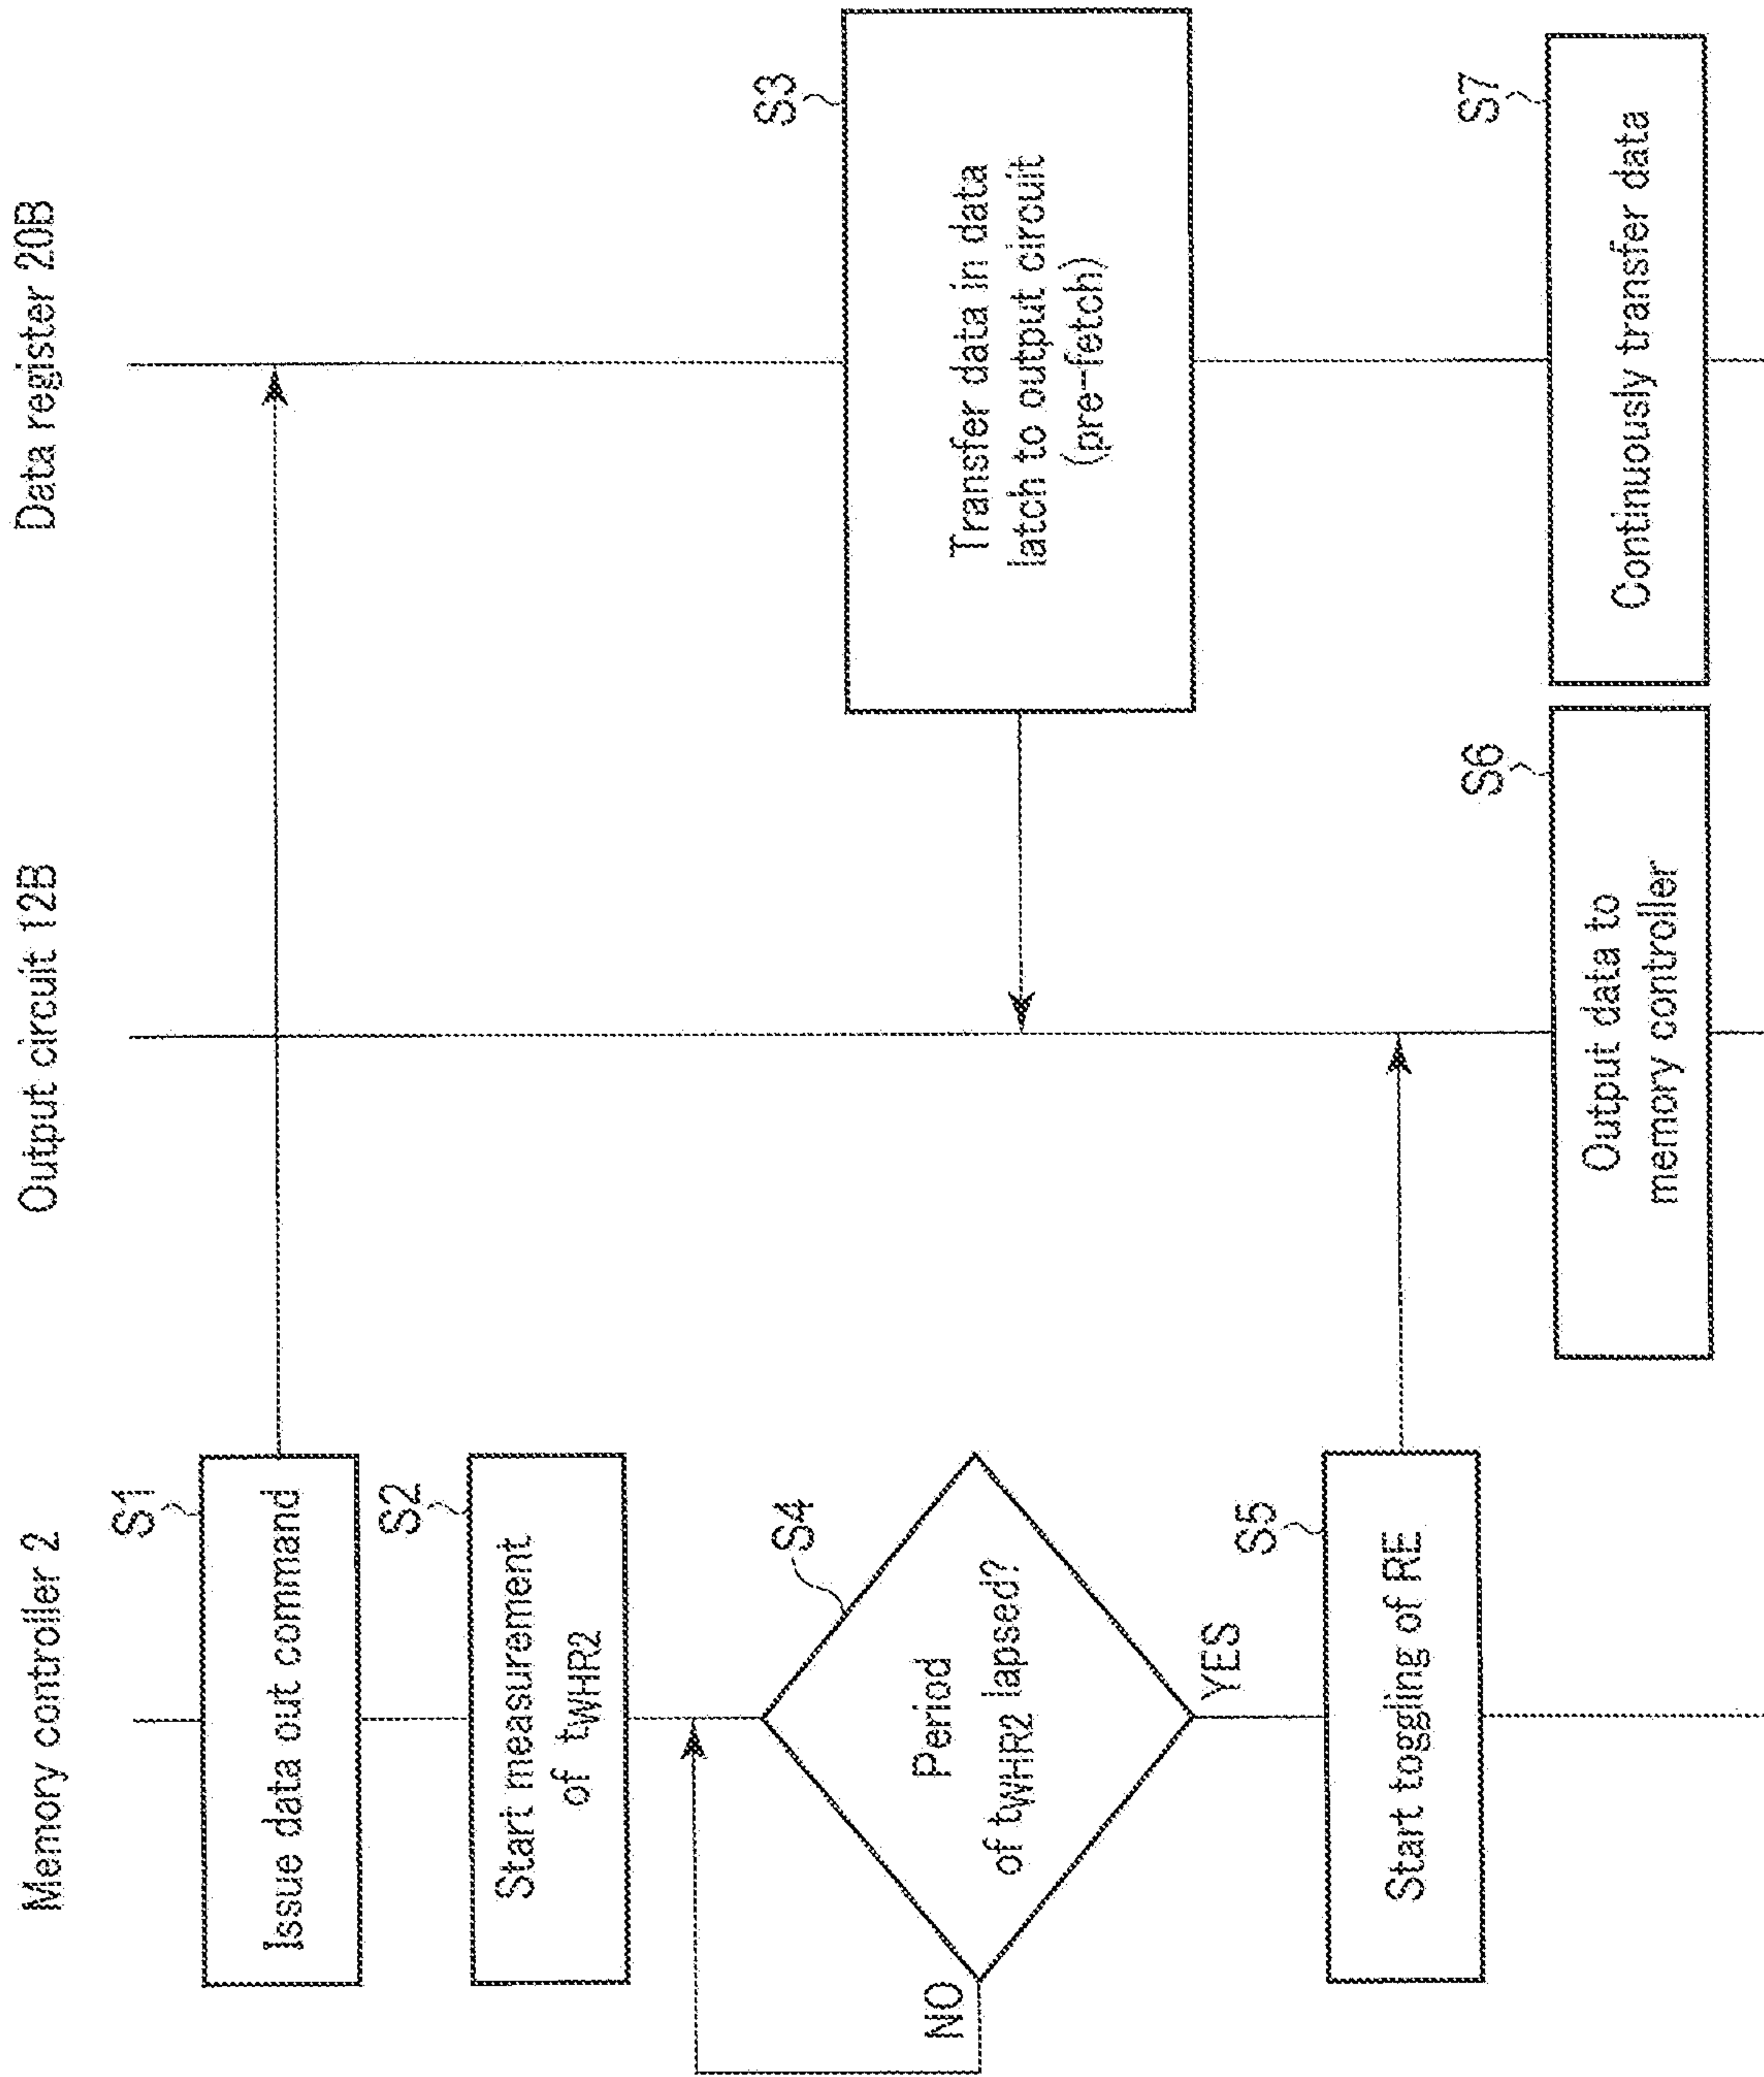 Memory controller 2
Output circuit 12B
Data register 20B
S1
Issue data out command
S2
Start measurement
of tWHR2
S3
Transfer data in data
latch to output circuit
(pre-fetch)
S4
Period
of tWHR2 lapsed?
NO
YES
S5
Start toggling of RE
S6
Output data to
memory controller
S7
Continuously transfer data